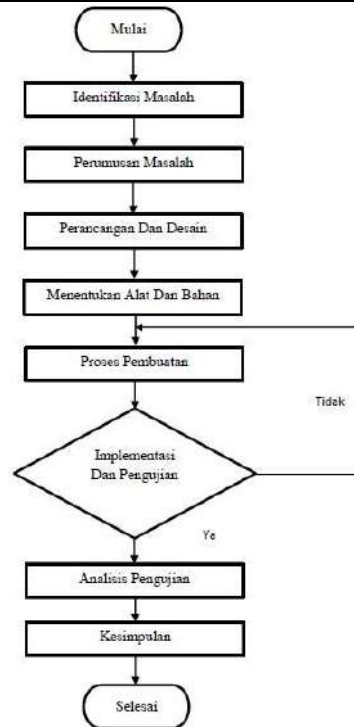 Mulai
Identifikasi Masalah
Perumusan Masalah
Perancangan Dan Desain
Menentukan Alat Dan Bahan
Proses Pembuatan
Tidak
Implementasi
Dan Pengujian
Ya
Analisis Pengujian
Kesimpulan
Selesai